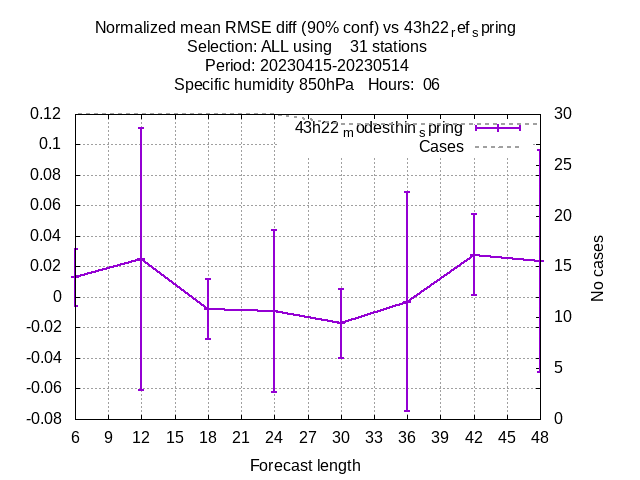 Normalized mean RMSE diff (90% conf) vs 43h22refspring
Selection: ALL using    31 stations
Period: 20230415-20230514
Specific humidity 850hPa   Hours:  06
43h22modesthinspring
Cases
0.12
0.1
0.08
0.06
0.04
0.02
0
-0.02
-0.04
-0.06
-0.08
30
25
20
15
10
5
0
No cases
6 9 12 15 18 21 24 27 30 33 36 39 42 45 48
Forecast length